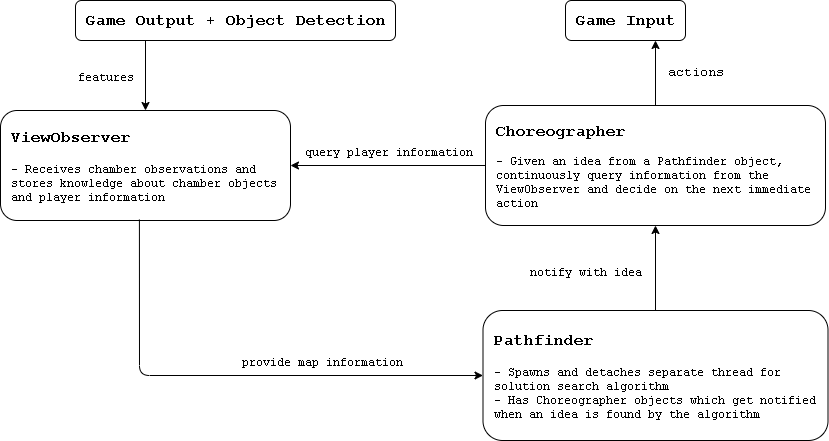 Game Output + Object Detection
Game Input
features
actions
ViewObserver
- Receives chamber observations and
stores knowledge about chamber objects
and player information
query player information
Choreographer
- Given an idea from a Pathfinder object,
continuously query information from the
ViewObserver and decide on the next immediate
action
notify with idea
provide map information
Pathfinder
- Spawns and detaches separate thread for
solution search algorithm
- Has Choreographer objects which get notified
when an idea is found by the algorithm